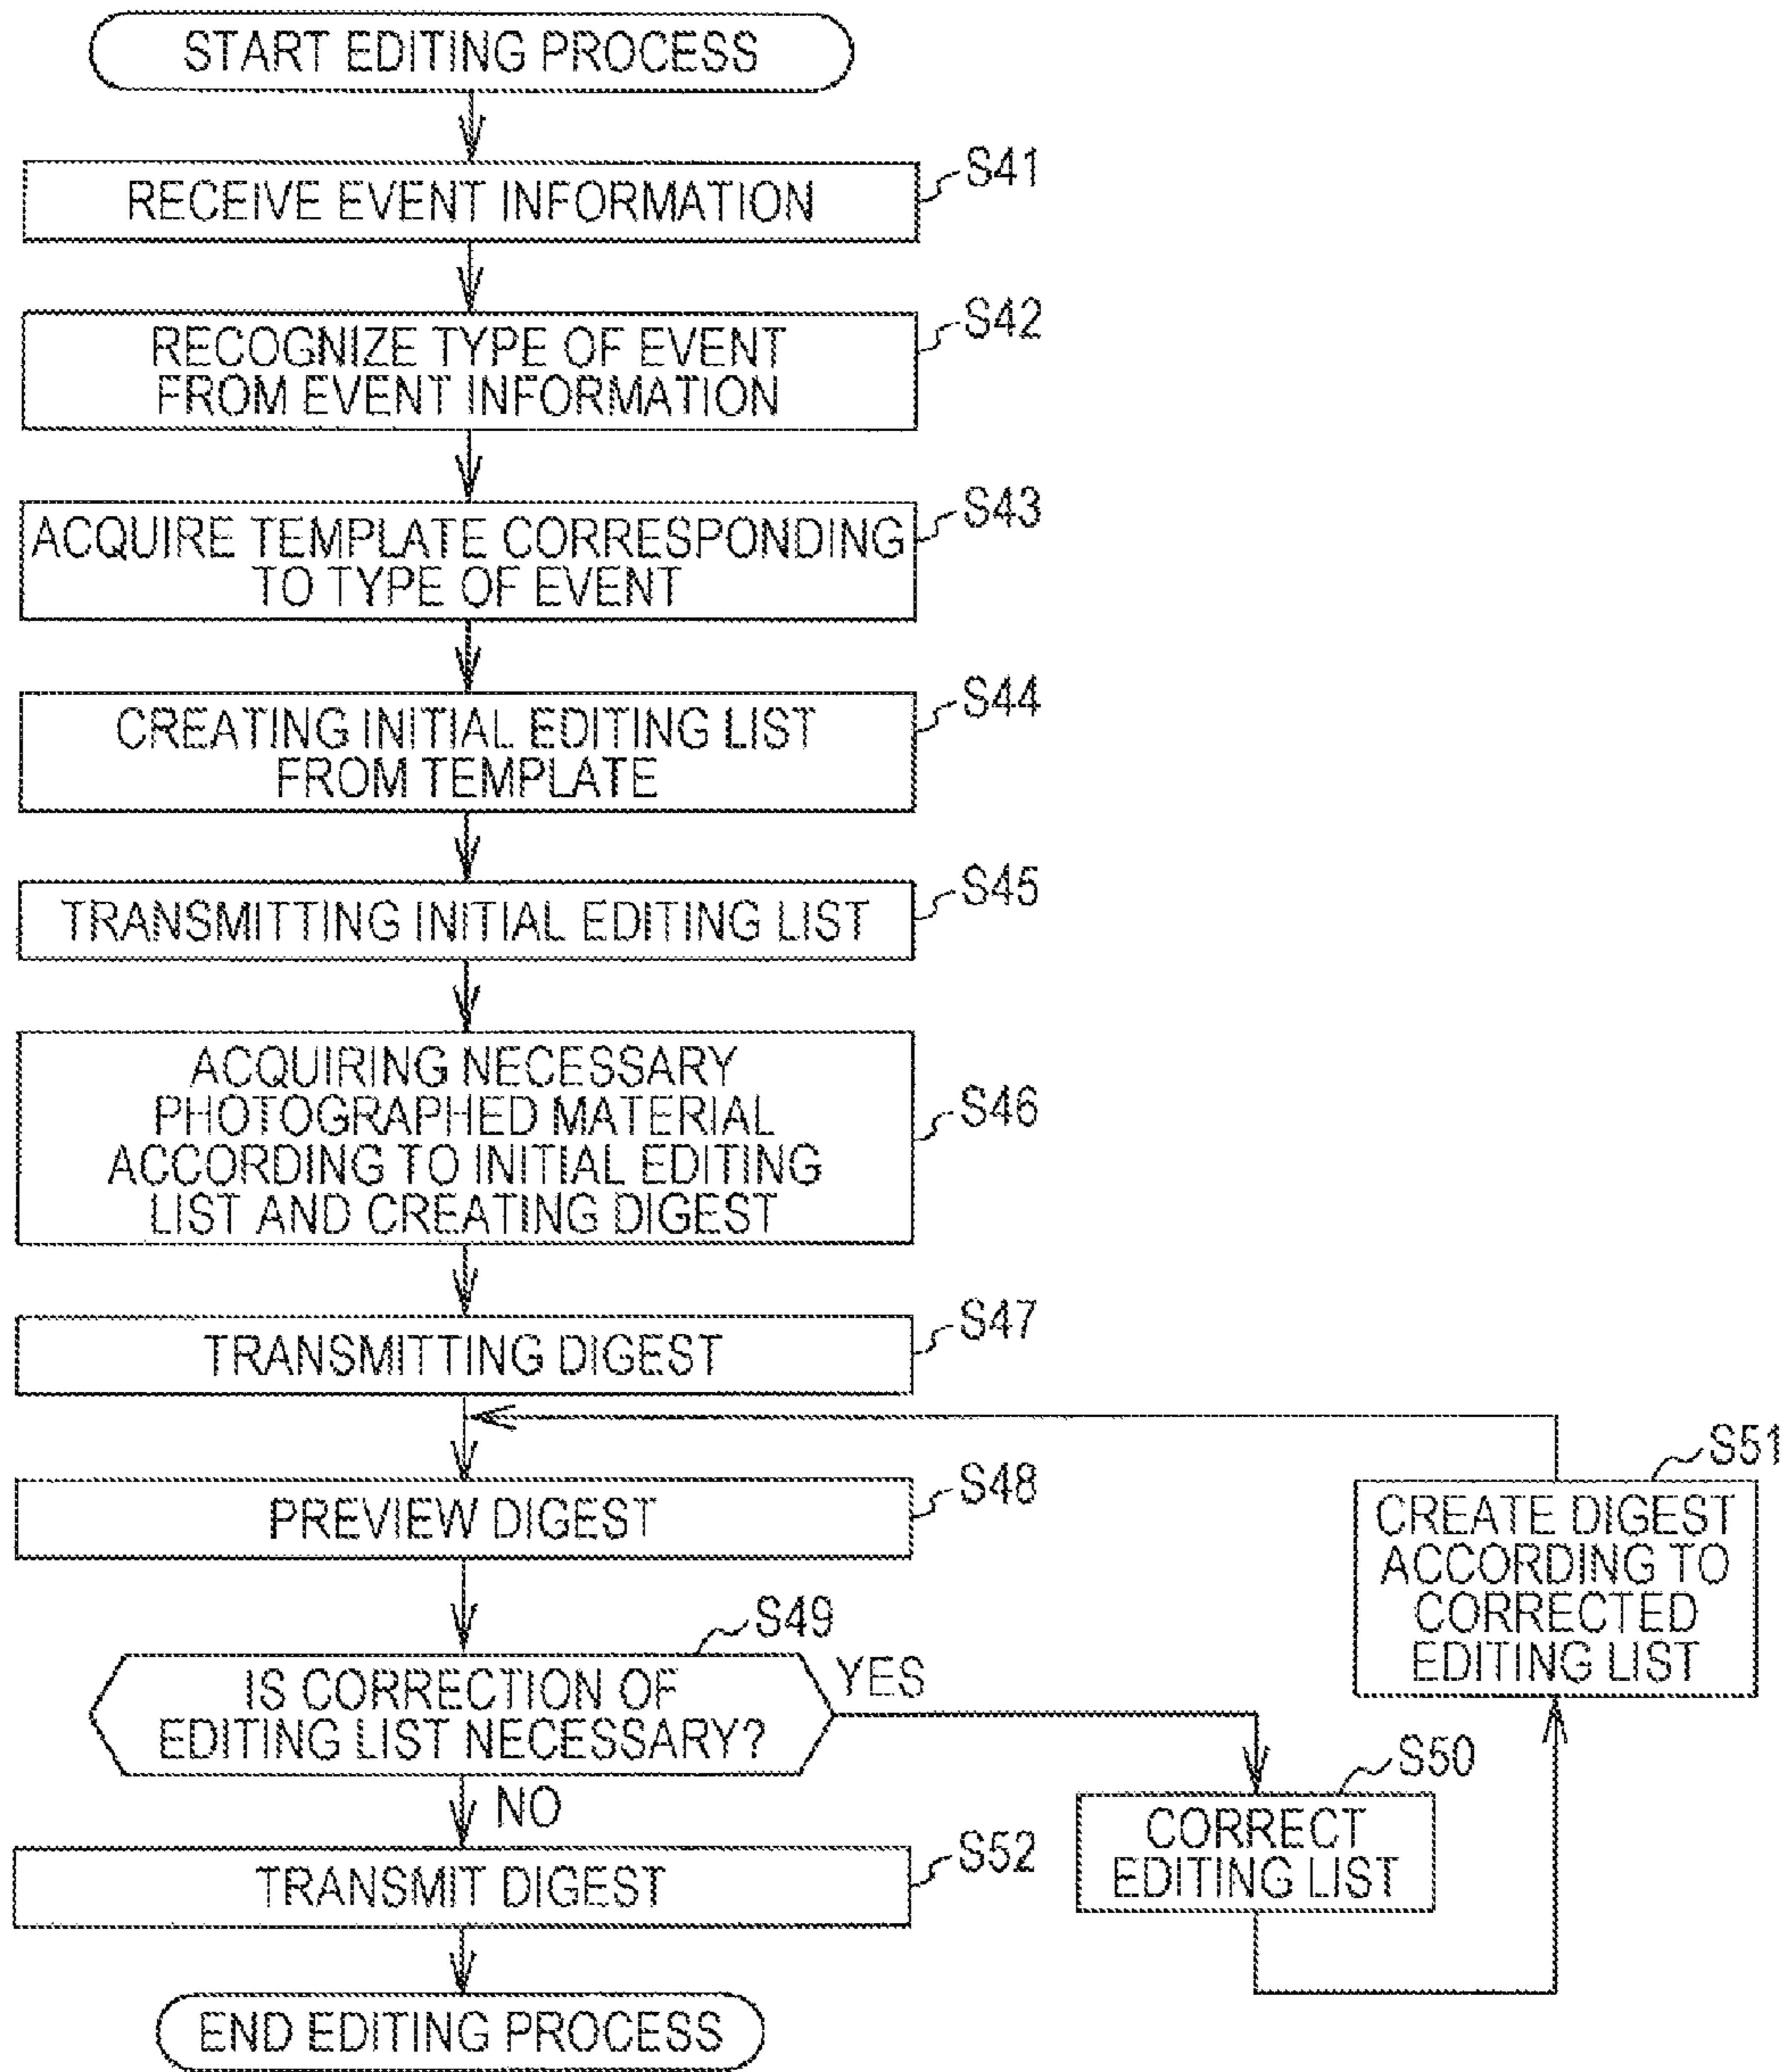 START EDITING PROCESS
S41
RECEIVE EVENT INFORMATION
S42
RECOGNIZE TYPE OF EVENT
FROM EVENT INFORMATION
S43
ACQUIRE TEMPLATE CORRESPONDING
TO TYPE OF EVENT
S44
CREATING INITIAL EDITING LIST
FROM TEMPLATE
S45
TRANSMITTING INITIAL EDITING LIST
S46
ACQUIRING NECESSARY
PHOTOGRAPHED MATERIAL
ACCORDING TO INITIAL EDITING
LIST AND CREATING DIGEST
S47
TRANSMITTING DIGEST
S48
PREVIEW DIGEST
S49
IS CORRECTION OF
EDITING LIST NECESSARY?
YES
NO
S50
CORRECT
EDITING LIST
S51
CREATE DIGEST
ACCORDING TO
CORRECTED
EDITING LIST
S52
TRANSMIT DIGEST
END EDITING PROCESS